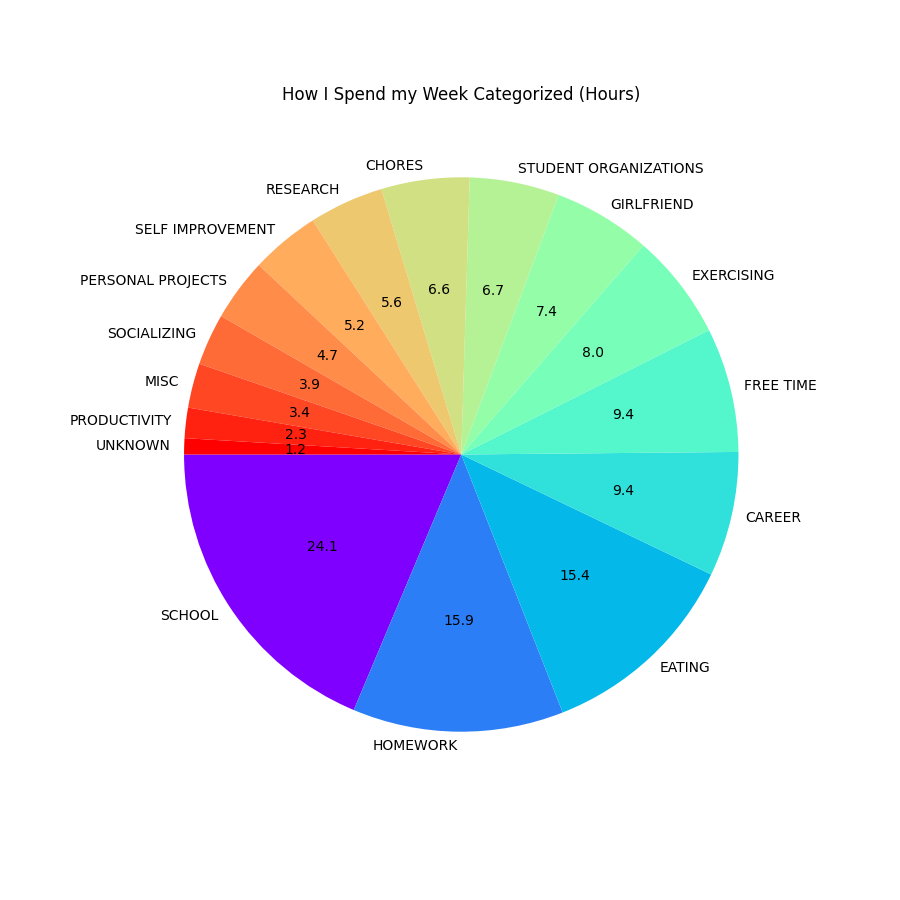 How I Spend my Week Categorized (Hours)
CHORES
STUDENT ORGANIZATIONS
RESEARCH
GIRLFRIEND
SELF IMPROVEMENT
EXERCISING
PERSONAL PROJECTS
SOCIALIZING
FREE TIME
MISC
PRODUCTIVITY
UNKNOWN
CAREER
SCHOOL
EATING
HOMEWORK
6.6
6.7
5.6
7.4
5.2
8.0
4.7
3.9
9.4
3.4
2.3
1.2
9.4
24.1
15.4
15.9